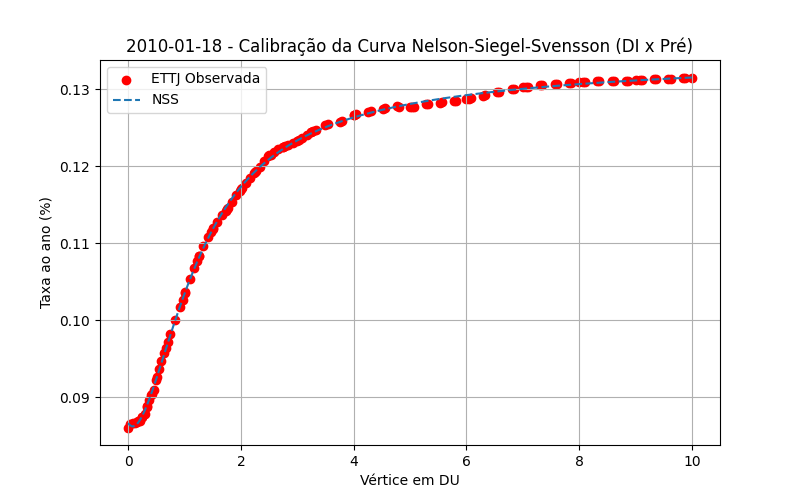 2010-01-18 - Calibração da Curva Nelson-Siegel-Svensson (DI x Pré)
ETTJ Observada
NSS
Taxa ao ano (%)
0.13
0.12
0.11
0.10
0.09
0 2 4 6 8 10
Vértice em DU